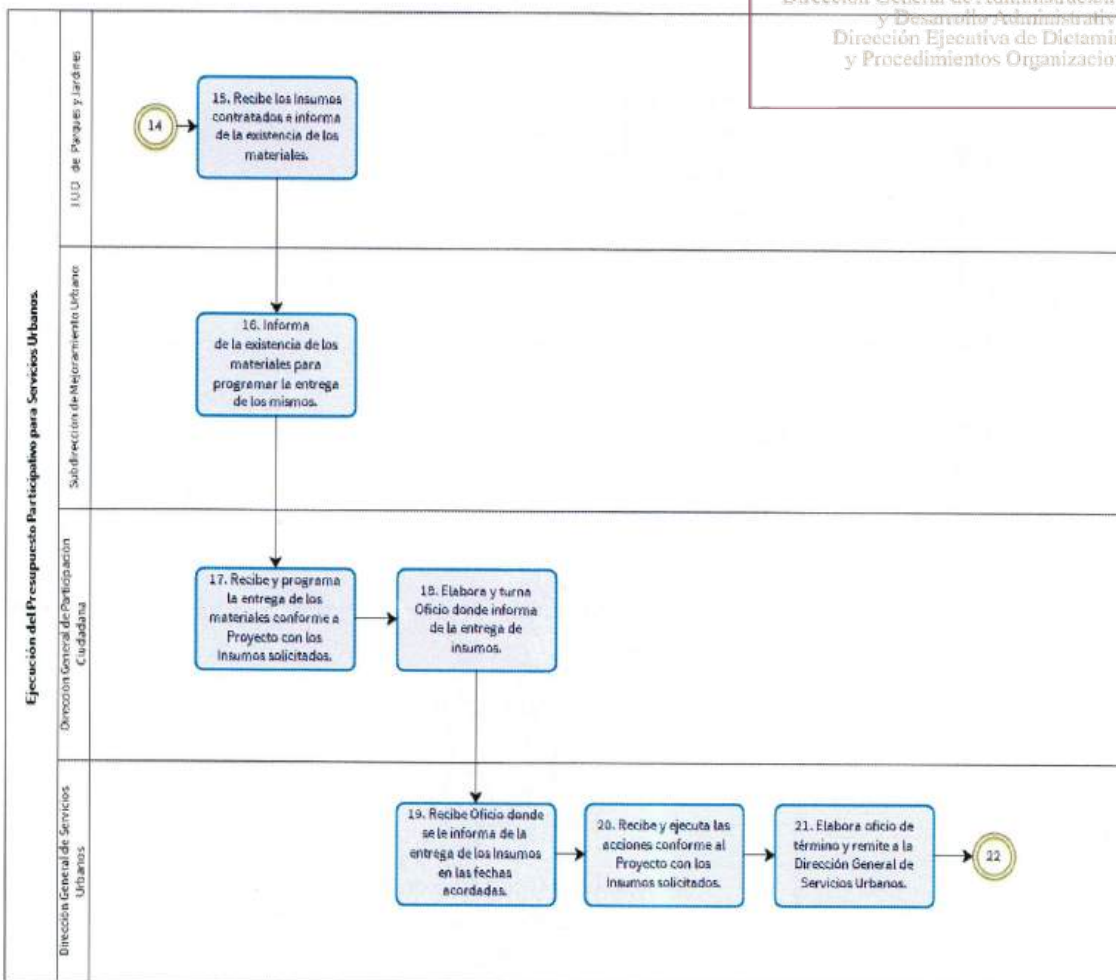 y Desarrollo Administrativ
Dirección Ejecutiva de Dictami
y Procedimientos Organizacio
Ejecución del Presupuesto Participativo para Servicios Urbanos.
J.U.D. de Parques y Jardines
14
15. Recibe los Insumos
contratados e informa
de la existencia de los
materiales.
Subdirección de Mejoramiento Urbano
16. Informa
de la existencia de los
materiales para
programar la entrega
de los mismos.
Dirección General de Participación
Ciudadana
17. Recibe y programa
la entrega de los
materiales conforme a
Proyecto con los
Insumos solicitados.
18. Elabora y turna
Oficio donde informa
de la entrega de
insumos.
Dirección General de Servicios
Urbanos
19. Recibe Oficio donde
se le informa de la
entrega de los Insumos
en las fechas
acordadas.
20. Recibe y ejecuta las
acciones conforme al
Proyecto con los
Insumos solicitados.
21. Elabora oficio de
término y remite a la
Dirección General de
Servicios Urbanos.
22